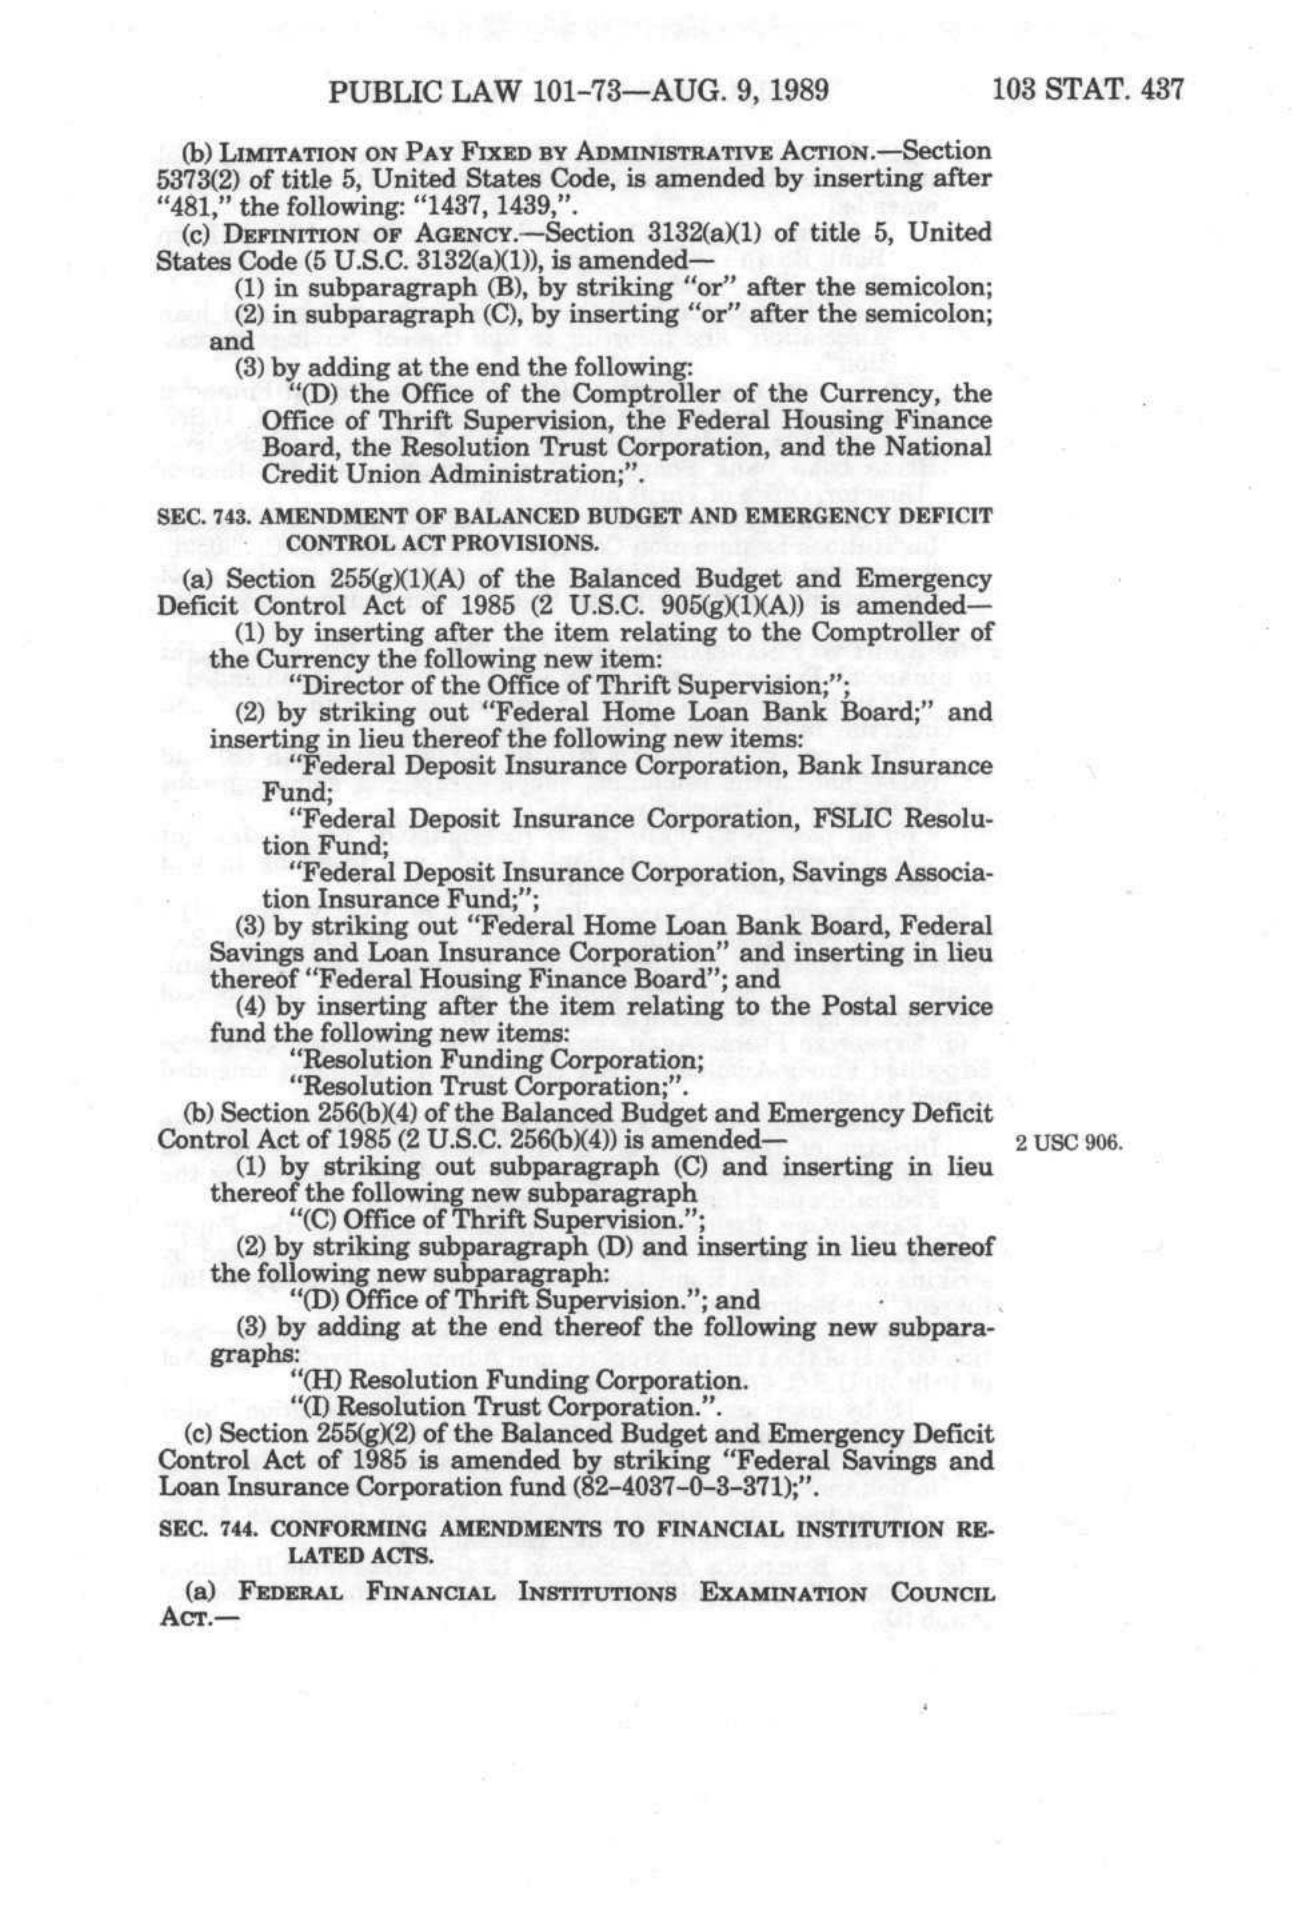 PUBLIC LAW 101–73—AUG. 9, 1989 103 STAT. 437
(b) LIMITATION ON PAY FIXED BY ADMINISTRATIVE ACTION.—Section
5373(2) of title 5, United States Code, is amended by inserting after
“481,” the following: “1437, 1439,”.
(c) DEFINITION OF AGENCY.—Section 3132(a)(1) of title 5, United
States Code (5 U.S.C. 3132(a)(1)), is amended—
(1) in subparagraph (B), by striking “or” after the semicolon;
(2) in subparagraph (C), by inserting “or” after the semicolon;
and
(3) by adding at the end the following:
“(D) the Office of the Comptroller of the Currency, the
Office of Thrift Supervision, the Federal Housing Finance
Board, the Resolution Trust Corporation, and the National
Credit Union Administration;”.
SEC. 743. AMENDMENT OF BALANCED BUDGET AND EMERGENCY DEFICIT
CONTROL ACT PROVISIONS.
(a) Section 255(g)(1)(A) of the Balanced Budget and Emergency
Deficit Control Act of 1985 (2 U.S.C. 905(g)(1)(A)) is amended—
(1) by inserting after the item relating to the Comptroller of
the Currency the following new item:
“Director of the Office of Thrift Supervision;”;
(2) by striking out “Federal Home Loan Bank Board;” and
inserting in lieu thereof the following new items:
“Federal Deposit Insurance Corporation, Bank Insurance
Fund;
“Federal Deposit Insurance Corporation, FSLIC Resolu-
tion Fund;
“Federal Deposit Insurance Corporation, Savings Associa-
tion Insurance Fund;”;
(3) by striking out “Federal Home Loan Bank Board, Federal
Savings and Loan Insurance Corporation” and inserting in lieu
thereof “Federal Housing Finance Board”; and
(4) by inserting after the item relating to the Postal service
fund the following new items:
“Resolution Funding Corporation;
“Resolution Trust Corporation;”.
(b) Section 256(b)(4) of the Balanced Budget and Emergency Deficit
Control Act of 1985 (2 U.S.C. 256(b)(4)) is amended— 2 USC 906.
(1) by striking out subparagraph (C) and inserting in lieu
thereof the following new subparagraph
“(C) Office of Thrift Supervision.”;
(2) by striking subparagraph (D) and inserting in lieu thereof
the following new subparagraph:
“(D) Office of Thrift Supervision.”; and
(3) by adding at the end thereof the following new subpara-
graphs:
“(H) Resolution Funding Corporation.
“(I) Resolution Trust Corporation.”.
(c) Section 255(g)(2) of the Balanced Budget and Emergency Deficit
Control Act of 1985 is amended by striking “Federal Savings and
Loan Insurance Corporation fund (82–4037–0–3–371);”.
SEC. 744. CONFORMING AMENDMENTS TO FINANCIAL INSTITUTION RE-
LATED ACTS.
(a) FEDERAL FINANCIAL INSTITUTIONS EXAMINATION COUNCIL
ACT.—